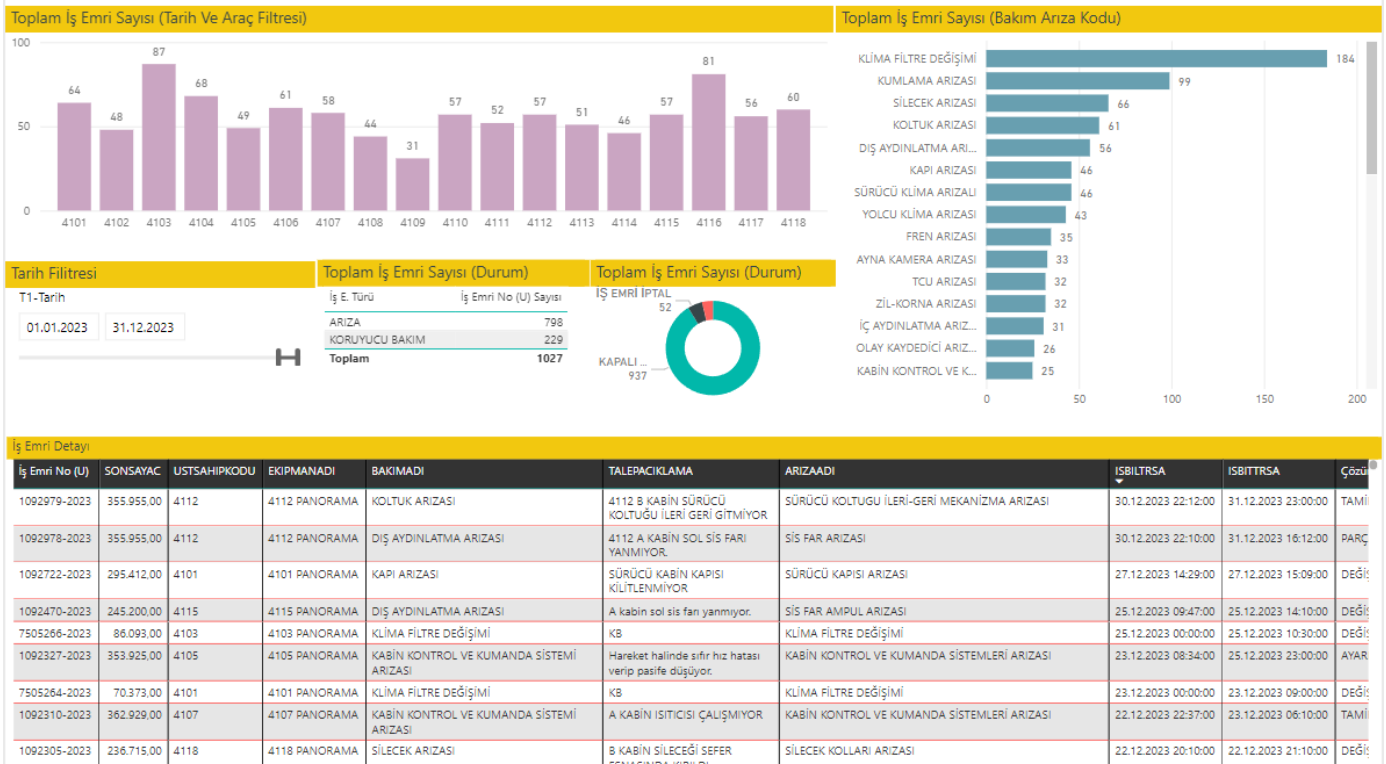 Toplam İş Emri Sayısı (Tarih Ve Araç Filtresi)
100
50
0
64
48
87
68
49
61
58
44
31
57
52
57
51
46
57
81
56
60
4101
4102
4103
4104
4105
4106
4107
4108
4109
4110
4111
4112
4113
4114
4115
4116
4117
4118
Toplam İş Emri Sayısı (Bakım Arıza Kodu)
KLİMA FİLTRE DEĞİŞİMİ 184
KUMLAMA ARIZASI 99
SİLECEK ARIZASI 66
KOLTUK ARIZASI 61
DIŞ AYDINLATMA ARI... 56
KAPI ARIZASI 46
SÜRÜCÜ KLİMA ARIZALI 46
YOLCU KLİMA ARIZASI 43
FREN ARIZASI 35
AYNA KAMERA ARIZASI 33
TCU ARIZASI 32
ZİL-KORNA ARIZASI 32
İÇ AYDINLATMA ARIZ... 31
OLAY KAYDEDİCİ ARIZ... 26
KABİN KONTROL VE K... 25
0 50 100 150 200
Tarih Filitresi
T1-Tarih
01.01.2023 31.12.2023
Toplam İş Emri Sayısı (Durum)
İş E. Türü İş Emri No (U) Sayısı
ARIZA 798
KORUYUCU BAKIM 229
Toplam 1027
Toplam İş Emri Sayısı (Durum)
İŞ EMRİ İPTAL
52
KAPALI ...
937
İş Emri Detayı
İş Emri No (U) SONSAYAC USTSAHIPKODU EKIPMANADI BAKIMADI TALEPACIKLAMA ARIZAADI ISBILTRSA ISBITTRSA Çözü
1092979-2023 355.955,00 4112 4112 PANORAMA KOLTUK ARIZASI 4112 B KABİN SÜRÜCÜ SÜRÜCÜ KOLTUGU İLERİ-GERİ MEKANİZMA ARIZASI 30.12.2023 22:12:00 31.12.2023 23:00:00 TAMİ
KOLTUĞU İLERİ GERİ GİTMİYOR
1092978-2023 355.955,00 4112 4112 PANORAMA DIŞ AYDINLATMA ARIZASI 4112 A KABİN SOL SİS FARI SİS FAR ARIZASI 30.12.2023 22:10:00 31.12.2023 16:12:00 PARÇ
YANMIYOR.
1092722-2023 295.412,00 4101 4101 PANORAMA KAPI ARIZASI SÜRÜCÜ KABİN KAPISI SÜRÜCÜ KAPISI ARIZASI 27.12.2023 14:29:00 27.12.2023 15:09:00 DEĞİŞ
KİLİTLENMİYOR
1092470-2023 245.200,00 4115 4115 PANORAMA DIŞ AYDINLATMA ARIZASI A kabin sol sis farı yanmıyor. SİS FAR AMPUL ARIZASI 25.12.2023 09:47:00 25.12.2023 14:10:00 DEĞİŞ
7505266-2023 86.093,00 4103 4103 PANORAMA KLİMA FİLTRE DEĞİŞİMİ KB KLİMA FİLTRE DEĞİŞİMİ 25.12.2023 00:00:00 25.12.2023 10:30:00 DEĞİŞ
1092327-2023 353.925,00 4105 4105 PANORAMA KABİN KONTROL VE KUMANDA SİSTEMİ Hareket halinde sıfır hız hatası KABİN KONTROL VE KUMANDA SİSTEMLERİ ARIZASI 23.12.2023 08:34:00 25.12.2023 23:00:00 AYAR
ARIZASI verip pasife düşüyor.
7505264-2023 70.373,00 4101 4101 PANORAMA KLİMA FİLTRE DEĞİŞİMİ KB KLİMA FİLTRE DEĞİŞİMİ 23.12.2023 00:00:00 23.12.2023 09:00:00 DEĞİŞ
1092310-2023 362.929,00 4107 4107 PANORAMA KABİN KONTROL VE KUMANDA SİSTEMİ A KABİN ISITICISI ÇALIŞMIYOR KABİN KONTROL VE KUMANDA SİSTEMLERİ ARIZASI 22.12.2023 22:37:00 23.12.2023 06:10:00 TAMİ
ARIZASI
1092305-2023 236.715,00 4118 4118 PANORAMA SİLECEK ARIZASI B KABİN SİLECEĞİ SEFER SİLECEK KOLLARI ARIZASI 22.12.2023 20:10:00 22.12.2023 21:10:00 DEĞİŞ